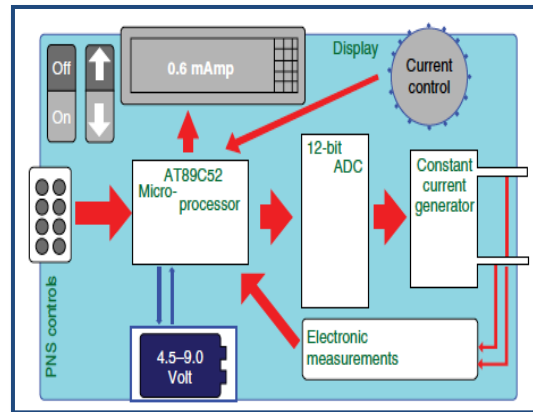 Off
On
0.6 mAmp
Display
Current
control
AT89C52
Micro-
processor
12-bit
ADC
Constant
current
generator
PNS controls
4.5–9.0
Volt
Electronic
measurements